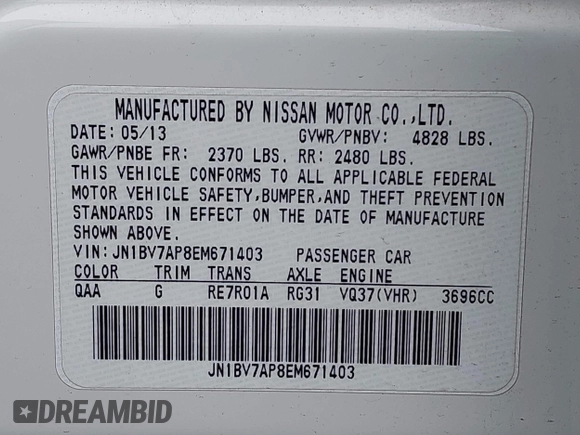 MANUFACTURED BY NISSAN MOTOR CO.,LTD.
DATE: 05/13 GVWR/PNBV: 4828 LBS.
GAWR/PNBE FR: 2370 LBS. RR: 2480 LBS.
THIS VEHICLE CONFORMS TO ALL APPLICABLE FEDERAL
MOTOR VEHICLE SAFETY,BUMPER,AND THEFT PREVENTION
STANDARDS IN EFFECT ON THE DATE OF MANUFACTURE
SHOWN ABOVE.
VIN: JN1BV7AP8EM671403 PASSENGER CAR
COLOR TRIM TRANS AXLE ENGINE
QAA G RE7R01A RG31 VQ37(VHR) 3696CC
JN1BV7AP8EM671403
DREAMBID